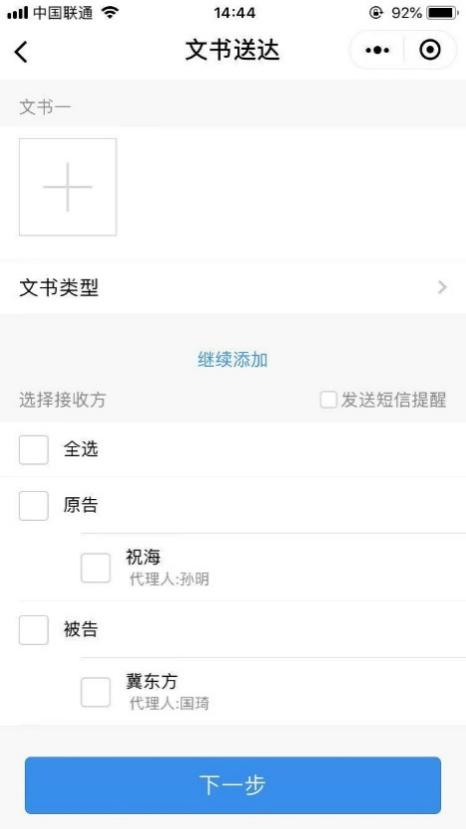 中国联通 14:44 92%
文书送达
文书一
文书类型
继续添加
选择接收方 发送短信提醒
全选
原告
祝海
代理人:孙明
被告
冀东方
代理人:国琦
下一步